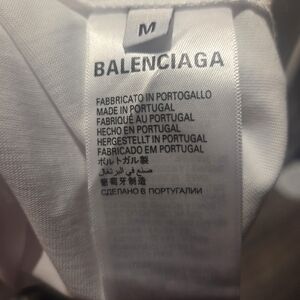 M
BALENCIAGA
FABBRICATO IN PORTOGALLO
MADE IN PORTUGAL
FABRIQUÉ AU PORTUGAL
HECHO EN PORTUGAL
HERGESTELLT IN PORTUGAL
FABRICADO EM PORTUGAL
ポルトガル製
صنع في البرتغال
葡萄牙制造
СДЕЛАНО В ПОРТУГАЛИИ